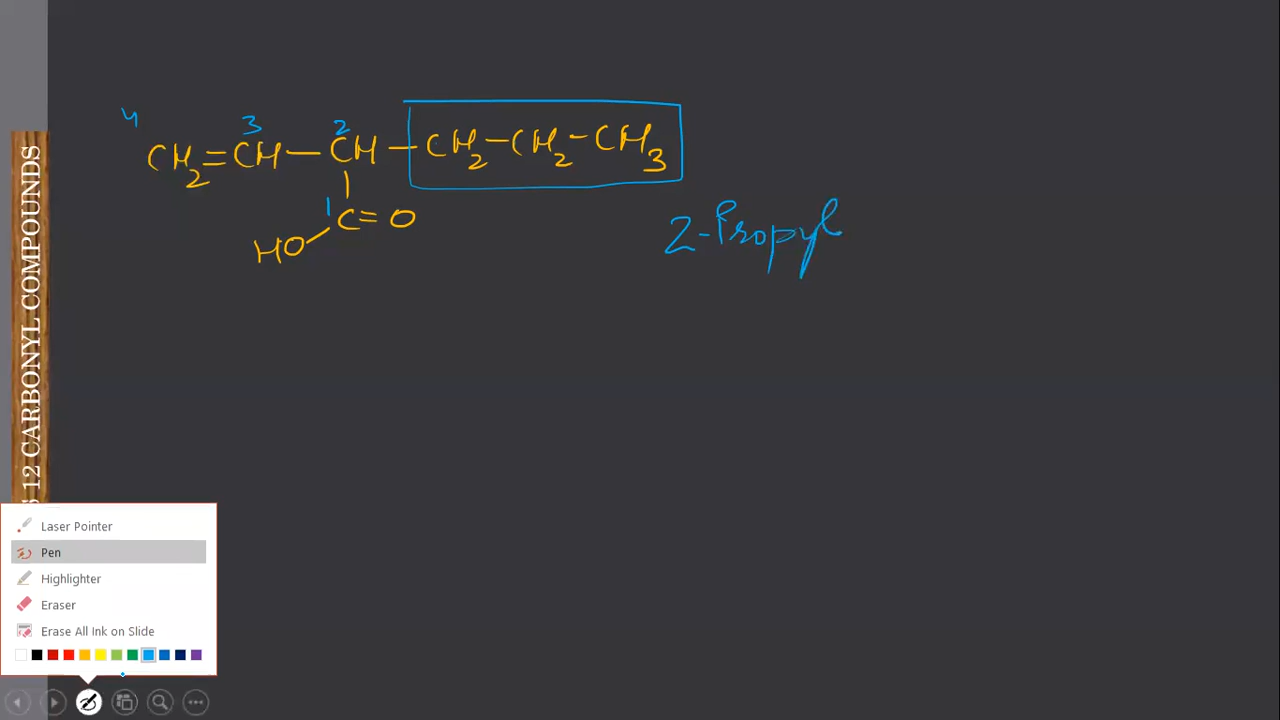 4 3 2
CH2=CH—CH—CH2—CH2—CH3
1
C=O
HO
2-Propyl
12 CARBONYL COMPOUNDS
Laser Pointer
Pen
Highlighter
Eraser
Erase All Ink on Slide